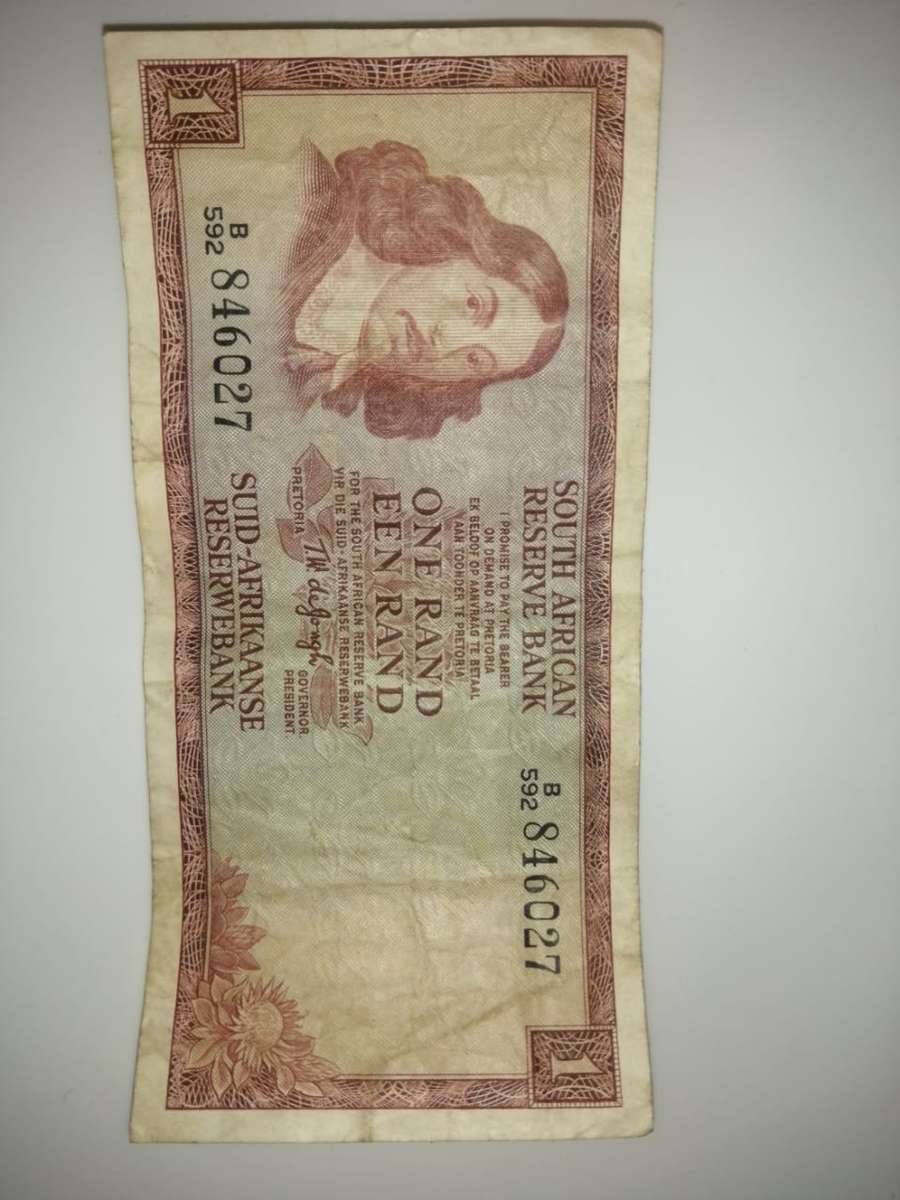 1
SOUTH AFRICAN
RESERVE BANK
I PROMISE TO PAY THE BEARER
ON DEMAND AT PRETORIA
EK BELOOF OP AANVRAAG TE BETAAL
AAN TOONDER TE PRETORIA
B
592 846027
ONE RAND
EEN RAND
FOR THE SOUTH AFRICAN RESERVE BANK
VIR DIE SUID-AFRIKAANSE RESERWEBANK
PRETORIA T.W. de Jongh GOVERNOR
PRESIDENT
B
592 846027
SUID-AFRIKAANSE
RESERWEBANK
1